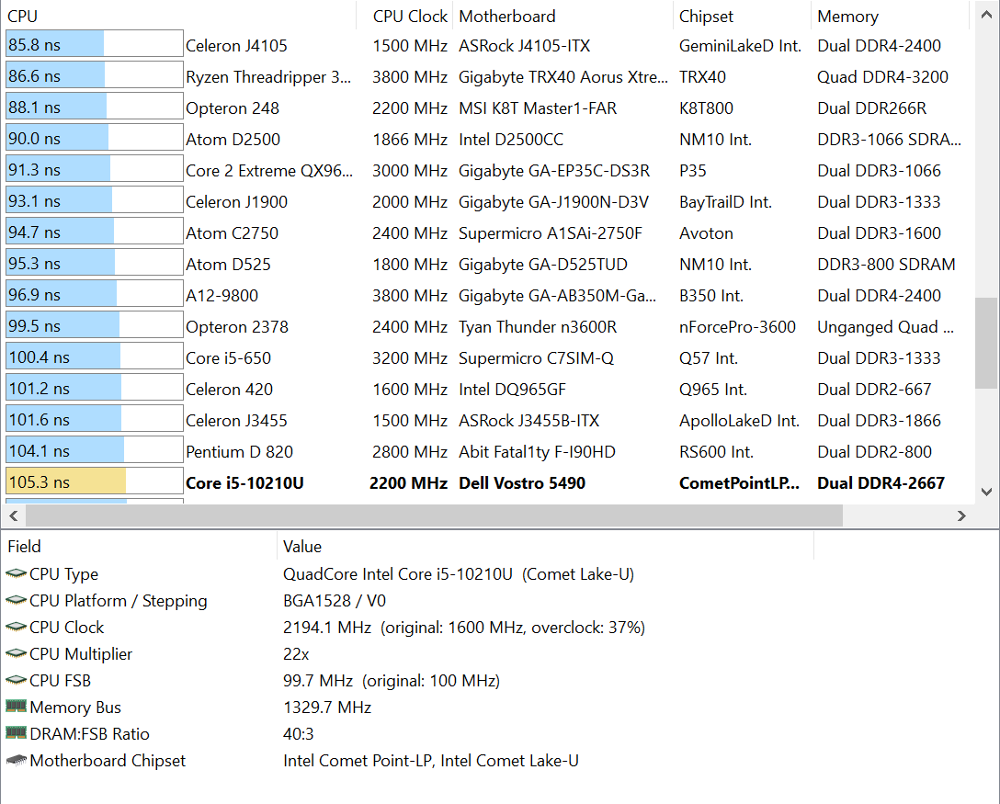 CPU CPU Clock Motherboard Chipset Memory
85.8 ns Celeron J4105 1500 MHz ASRock J4105-ITX GeminiLakeD Int. Dual DDR4-2400
86.6 ns Ryzen Threadripper 3... 3800 MHz Gigabyte TRX40 Aorus Xtre... TRX40 Quad DDR4-3200
88.1 ns Opteron 248 2200 MHz MSI K8T Master1-FAR K8T800 Dual DDR266R
90.0 ns Atom D2500 1866 MHz Intel D2500CC NM10 Int. DDR3-1066 SDRA...
91.3 ns Core 2 Extreme QX96... 3000 MHz Gigabyte GA-EP35C-DS3R P35 Dual DDR3-1066
93.1 ns Celeron J1900 2000 MHz Gigabyte GA-J1900N-D3V BayTrailD Int. Dual DDR3-1333
94.7 ns Atom C2750 2400 MHz Supermicro A1SAi-2750F Avoton Dual DDR3-1600
95.3 ns Atom D525 1800 MHz Gigabyte GA-D525TUD NM10 Int. DDR3-800 SDRAM
96.9 ns A12-9800 3800 MHz Gigabyte GA-AB350M-Ga... B350 Int. Dual DDR4-2400
99.5 ns Opteron 2378 2400 MHz Tyan Thunder n3600R nForcePro-3600 Unganged Quad ...
100.4 ns Core i5-650 3200 MHz Supermicro C7SIM-Q Q57 Int. Dual DDR3-1333
101.2 ns Celeron 420 1600 MHz Intel DQ965GF Q965 Int. Dual DDR2-667
101.6 ns Celeron J3455 1500 MHz ASRock J3455B-ITX ApolloLakeD Int. Dual DDR3-1866
104.1 ns Pentium D 820 2800 MHz Abit Fatal1ty F-I90HD RS600 Int. Dual DDR2-800
105.3 ns Core i5-10210U 2200 MHz Dell Vostro 5490 CometPointLP... Dual DDR4-2667
Field Value
CPU Type QuadCore Intel Core i5-10210U (Comet Lake-U)
CPU Platform / Stepping BGA1528 / V0
CPU Clock 2194.1 MHz (original: 1600 MHz, overclock: 37%)
CPU Multiplier 22x
CPU FSB 99.7 MHz (original: 100 MHz)
Memory Bus 1329.7 MHz
DRAM:FSB Ratio 40:3
Motherboard Chipset Intel Comet Point-LP, Intel Comet Lake-U